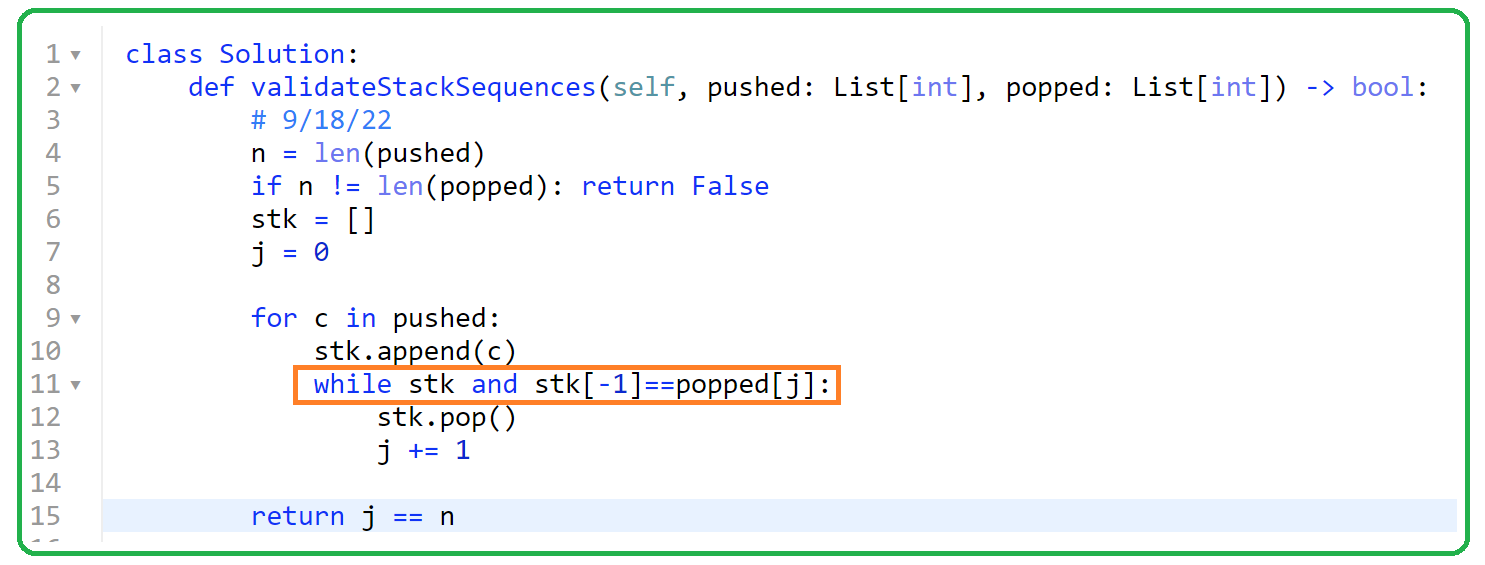 1 class Solution:
2 def validateStackSequences(self, pushed: List[int], popped: List[int]) -> bool:
3 # 9/18/22
4 n = len(pushed)
5 if n != len(popped): return False
6 stk = []
7 j = 0
8
9 for c in pushed:
10 stk.append(c)
11 while stk and stk[-1]==popped[j]:
12 stk.pop()
13 j += 1
14
15 return j == n